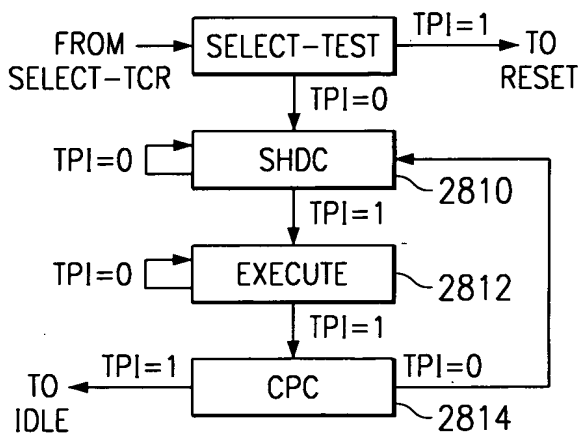 FROM
SELECT-TCR
SELECT-TEST
TPI=1
TO
RESET
TPI=0
TPI=0
SHDC
2810
TPI=1
TPI=0
EXECUTE
2812
TPI=1
TPI=1
TPI=0
TO
IDLE
CPC
2814